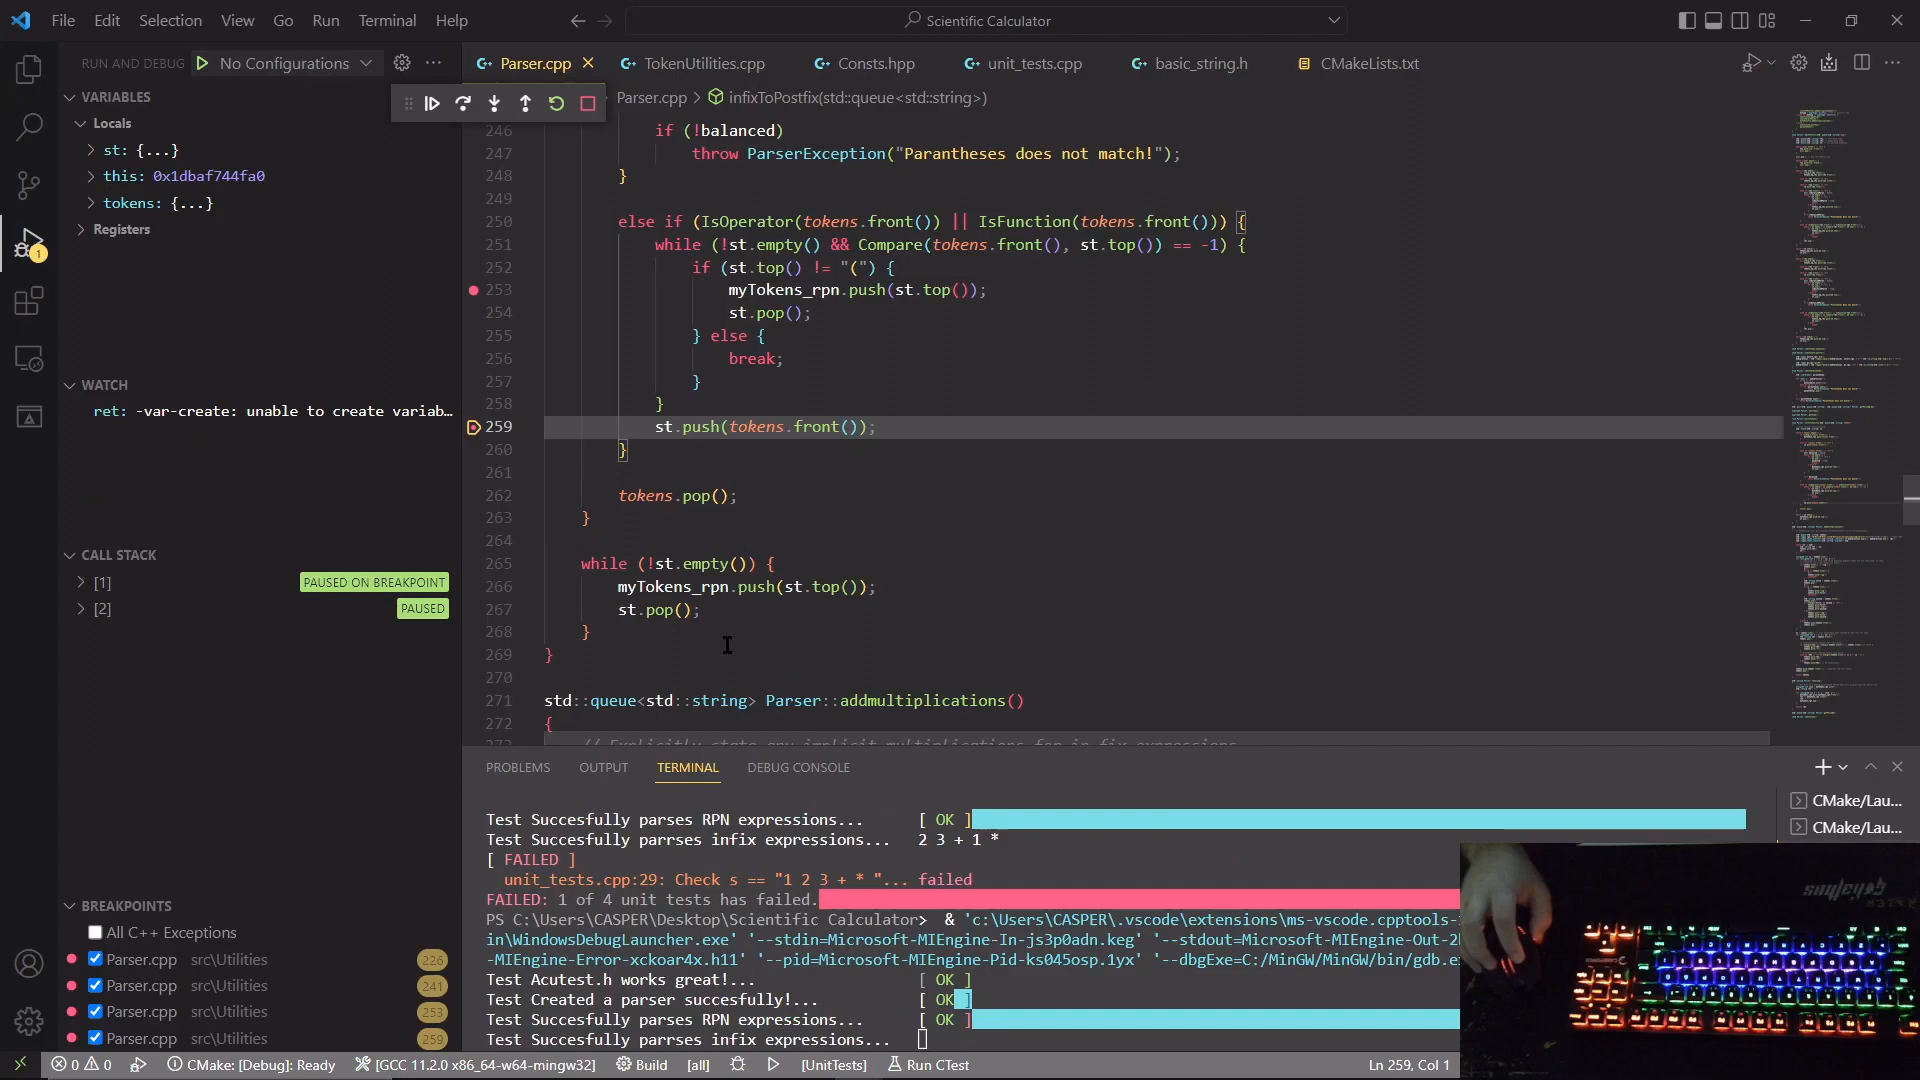 File Edit Selection View Go Run Terminal Help
Scientific Calculator
RUN AND DEBUG No Configurations
Parser.cpp TokenUtilities.cpp Consts.hpp unit_tests.cpp basic_string.h CMakeLists.txt
VARIABLES
Locals
st: {...}
this: 0x1dbaf744fa0
tokens: {...}
Registers
WATCH
ret: -var-create: unable to create variab…
CALL STACK
[1] PAUSED ON BREAKPOINT
[2] PAUSED
BREAKPOINTS
All C++ Exceptions
Parser.cpp src\Utilities 226
Parser.cpp src\Utilities 241
Parser.cpp src\Utilities 253
Parser.cpp src\Utilities 259
Parser.cpp > infixToPostfix(std::queue<std::string>)
246 if (!balanced)
247 throw ParserException("Parantheses does not match!");
248 }
249
250 else if (IsOperator(tokens.front()) || IsFunction(tokens.front())) {
251 while (!st.empty() && Compare(tokens.front(), st.top()) == -1) {
252 if (st.top() != "(") {
253 myTokens_rpn.push(st.top());
254 st.pop();
255 } else {
256 break;
257 }
258 }
259 st.push(tokens.front());
260 }
261
262 tokens.pop();
263 }
264
265 while (!st.empty()) {
266 myTokens_rpn.push(st.top());
267 st.pop();
268 }
269 }
270
271 std::queue<std::string> Parser::addmultiplications()
272 {
273 // Explicitly state any implicit multiplications for in fix expressions
PROBLEMS OUTPUT TERMINAL DEBUG CONSOLE
CMake/Lau...
CMake/Lau...
Test Succesfully parses RPN expressions... [ OK ]
Test Succesfully parses infix expressions... 2 3 + 1 *
[ FAILED ]
unit_tests.cpp:29: Check s == "1 2 3 + * "... failed
FAILED: 1 of 4 unit tests has failed.
PS C:\Users\CASPER\Desktop\Scientific Calculator> & 'c:\Users\CASPER\.vscode\extensions\ms-vscode.cpptools-
in\WindowsDebugLauncher.exe' '--stdin=Microsoft-MIEngine-In-js3p0adn.keg' '--stdout=Microsoft-MIEngine-Out-2
-MIEngine-Error-xckoar4x.h11' '--pid=Microsoft-MIEngine-Pid-ks045osp.1yx' '--dbgExe=C:/MinGW/MinGW/bin/gdb.e
Test Acutest.h works great!... [ OK ]
Test Created a parser succesfully!... [ OK ]
Test Succesfully parses RPN expressions... [ OK ]
Test Succesfully parses infix expressions...
0 0 CMake: [Debug]: Ready [GCC 11.2.0 x86_64-w64-mingw32] Build [all] [UnitTests] Run CTest Ln 259, Col 1